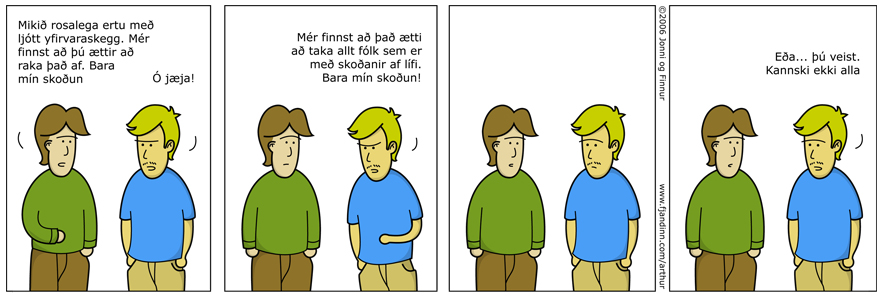 Mikið rosalega ertu með
ljótt yfirvaraskegg. Mér
finnst að þú ættir að
raka það af. Bara
mín skoðun
Ó jæja!
Mér finnst að það ætti
að taka allt fólk sem er
með skoðanir af lífi.
Bara mín skoðun!
©2006 Jonni og Finnur
www.fjandinn.com/arthur
Eða... þú veist.
Kannski ekki alla